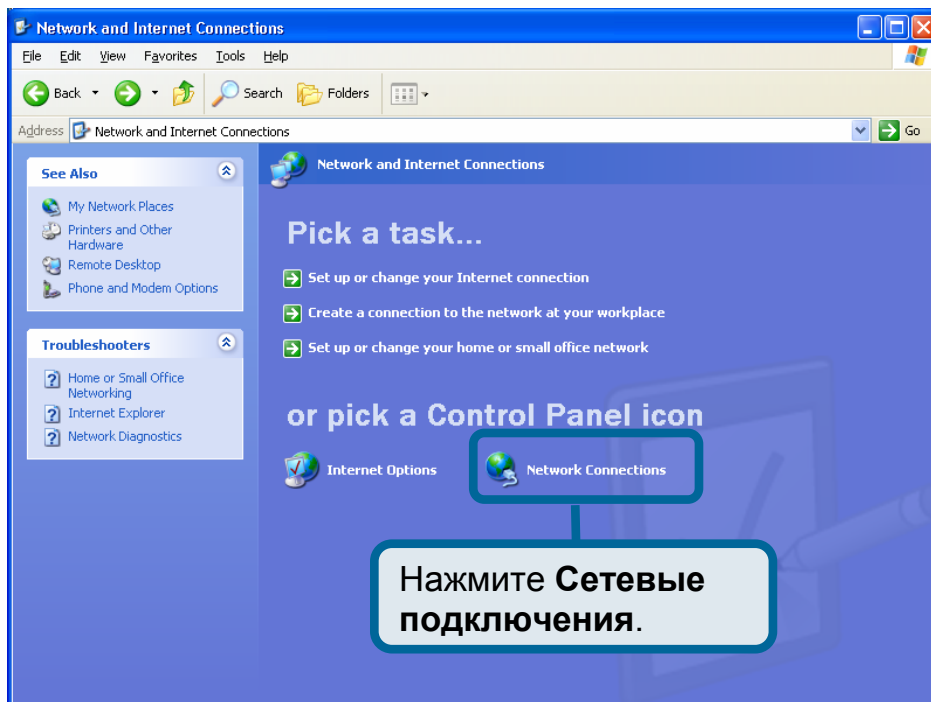 Network and Internet Connections
File Edit View Favorites Tools Help
Back Search Folders
Address Network and Internet Connections Go
See Also
My Network Places
Printers and Other
Hardware
Remote Desktop
Phone and Modem Options
Troubleshooters
Home or Small Office
Networking
Internet Explorer
Network Diagnostics
Network and Internet Connections
Pick a task...
Set up or change your Internet connection
Create a connection to the network at your workplace
Set up or change your home or small office network
or pick a Control Panel icon
Internet Options Network Connections
Нажмите Сетевые
подключения.